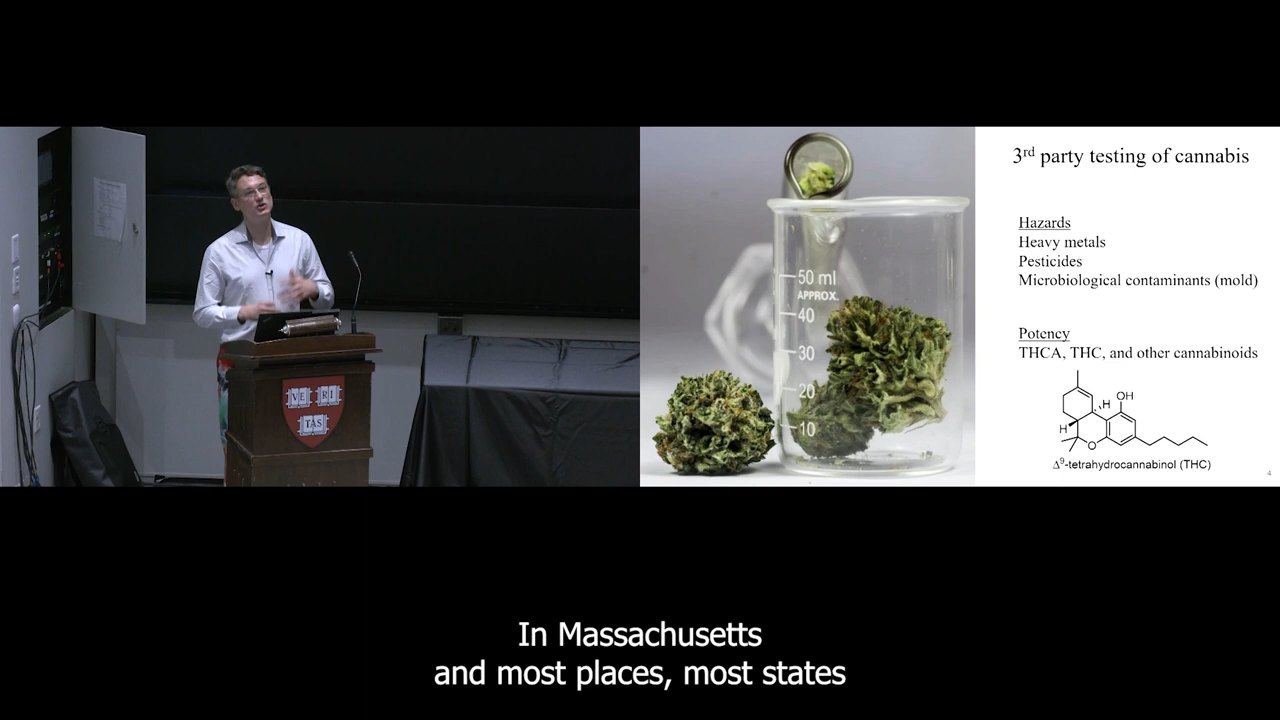 VE RI
TAS
50 ml
APPROX.
40
30
20
10
3rd party testing of cannabis
Hazards
Heavy metals
Pesticides
Microbiological contaminants (mold)
Potency
THCA, THC, and other cannabinoids
OH
H
H
O
Δ9-tetrahydrocannabinol (THC)
4
In Massachusetts
and most places, most states